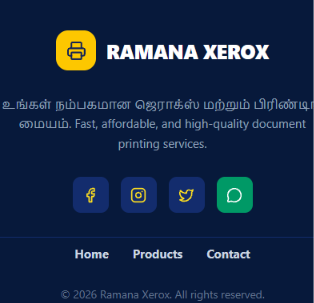 RAMANA XEROX
உங்கள் நம்பகமான ஜெராக்ஸ் மற்றும்
மையம். Fast, affordable, and high-quality document
printing services.
Home Products Contact
© 2026 Ramana Xerox. All rights reserved.